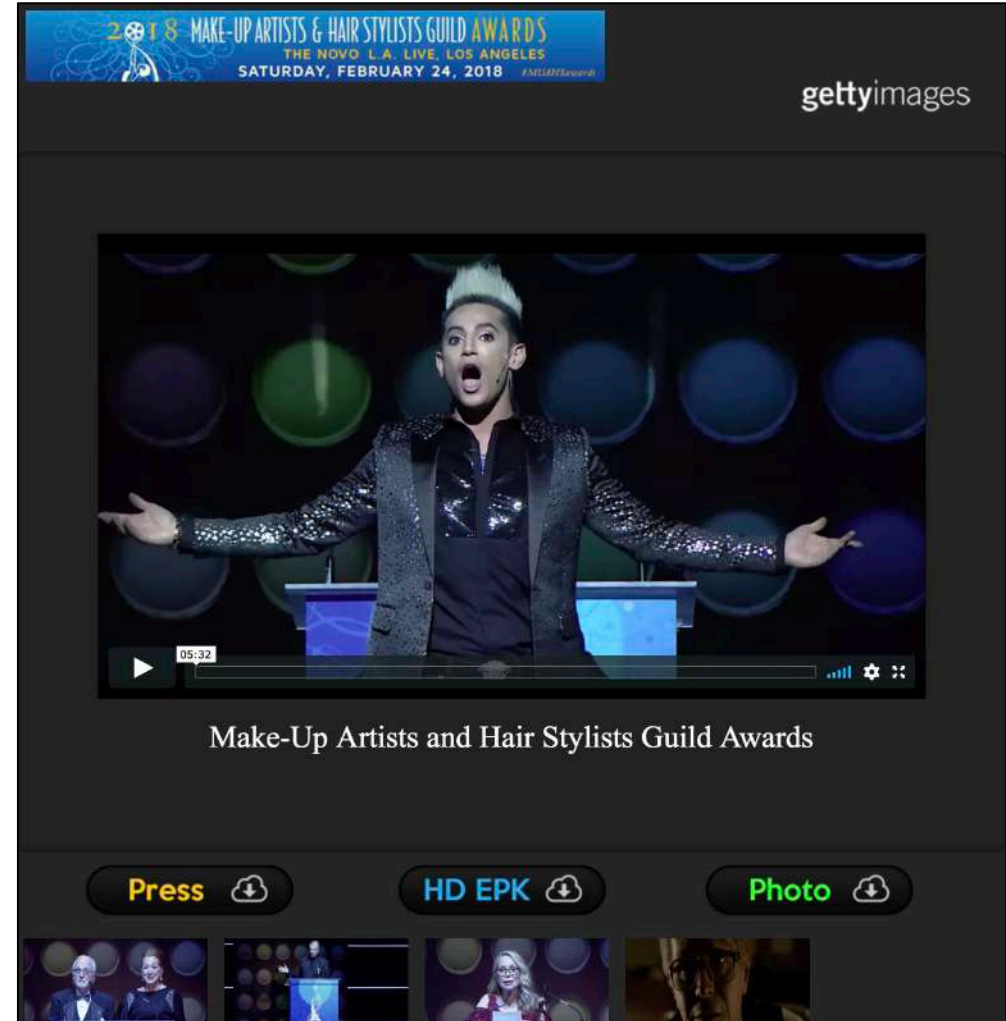 2018 MAKE-UP ARTISTS & HAIR STYLISTS GUILD AWARDS
THE NOVO L.A. LIVE, LOS ANGELES
SATURDAY, FEBRUARY 24, 2018 #MUAHSawards
gettyimages
05:32
Make-Up Artists and Hair Stylists Guild Awards
Press
HD EPK
Photo